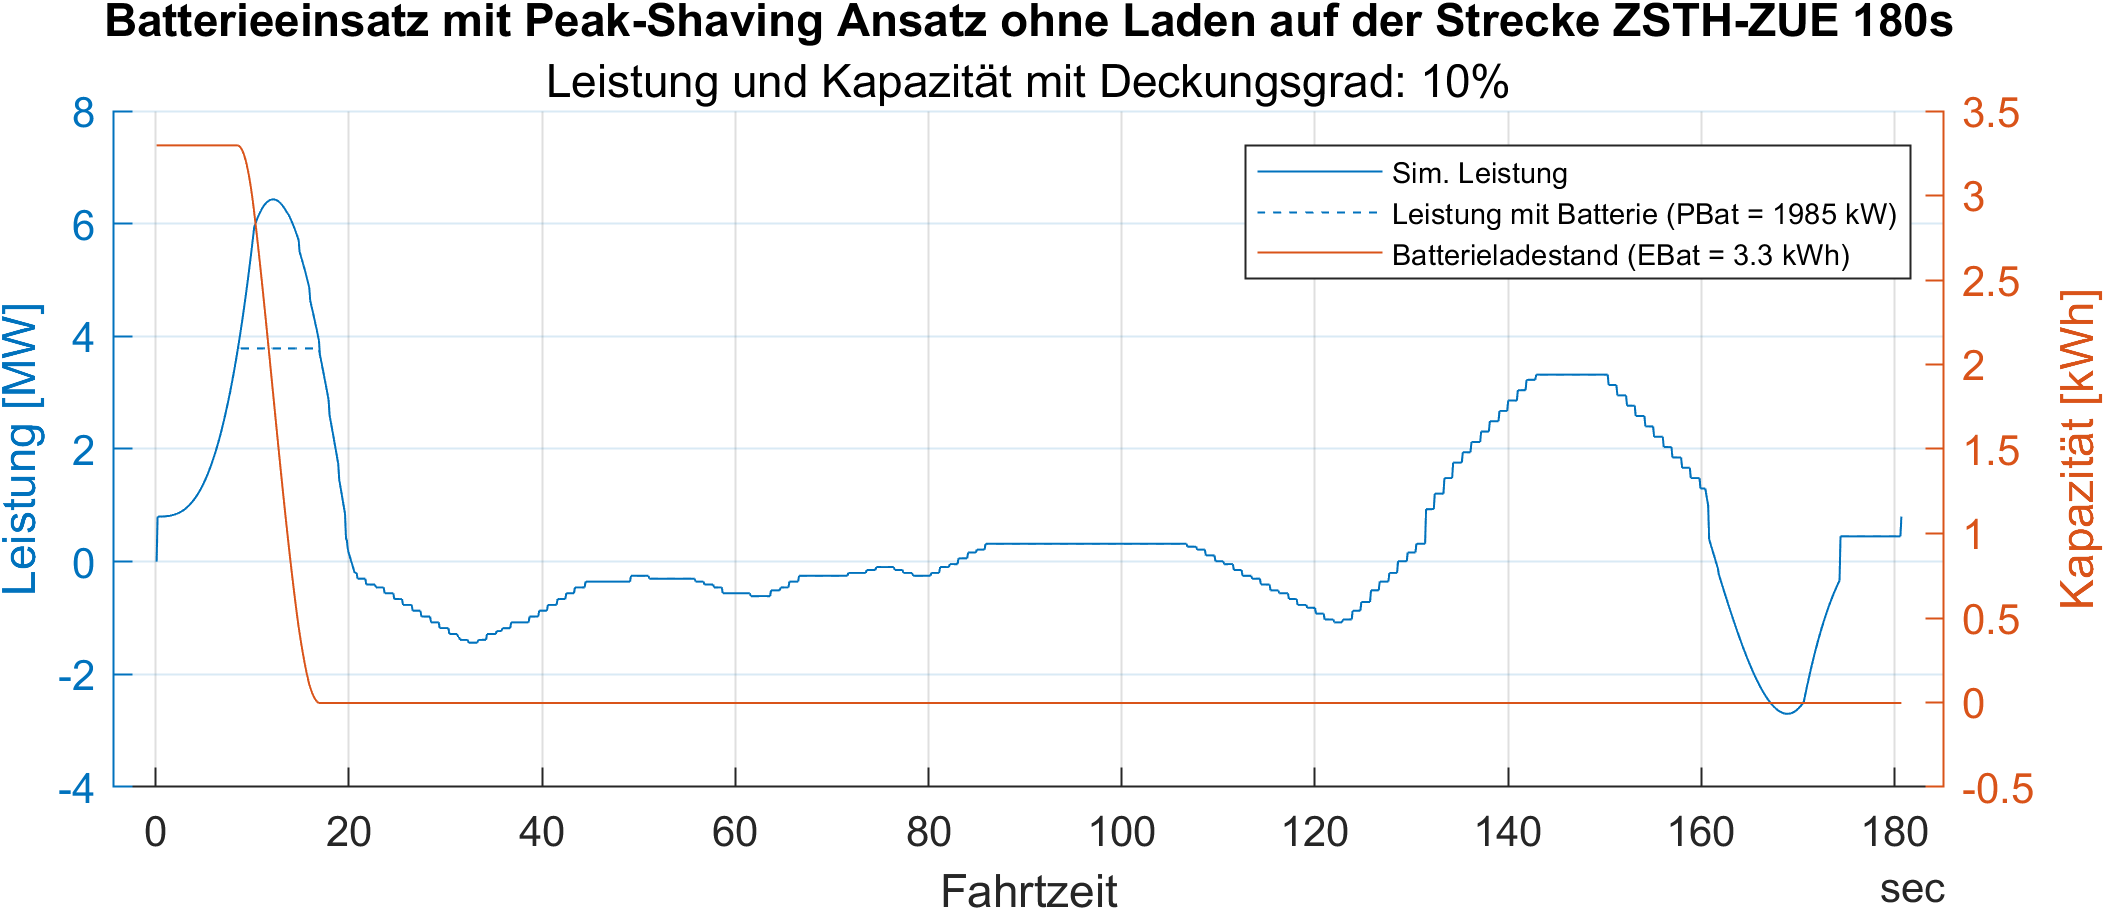 Batterieeinsatz mit Peak-Shaving Ansatz ohne Laden auf der Strecke ZSTH-ZUE 180s
Leistung und Kapazität mit Deckungsgrad: 10%
8
6
4
2
0
-2
-4
Leistung [MW]
3.5
3
2.5
2
1.5
1
0.5
0
-0.5
Kapazität [kWh]
Sim. Leistung
Leistung mit Batterie (PBat = 1985 kW)
Batterieladestand (EBat = 3.3 kWh)
0 20 40 60 80 100 120 140 160 180
Fahrtzeit
sec